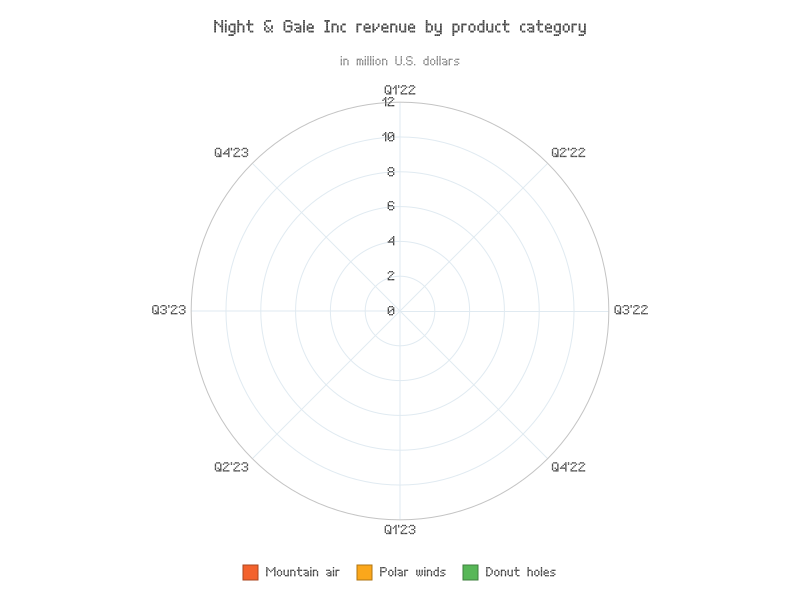 Night & Gale Inc revenue by product category
in million U.S. dollars
Q1'22
12
10
Q4'23
Q2'22
8
6
4
2
Q3'23
0
Q3'22
Q2'23
Q4'22
Q1'23
Mountain air
Polar winds
Donut holes